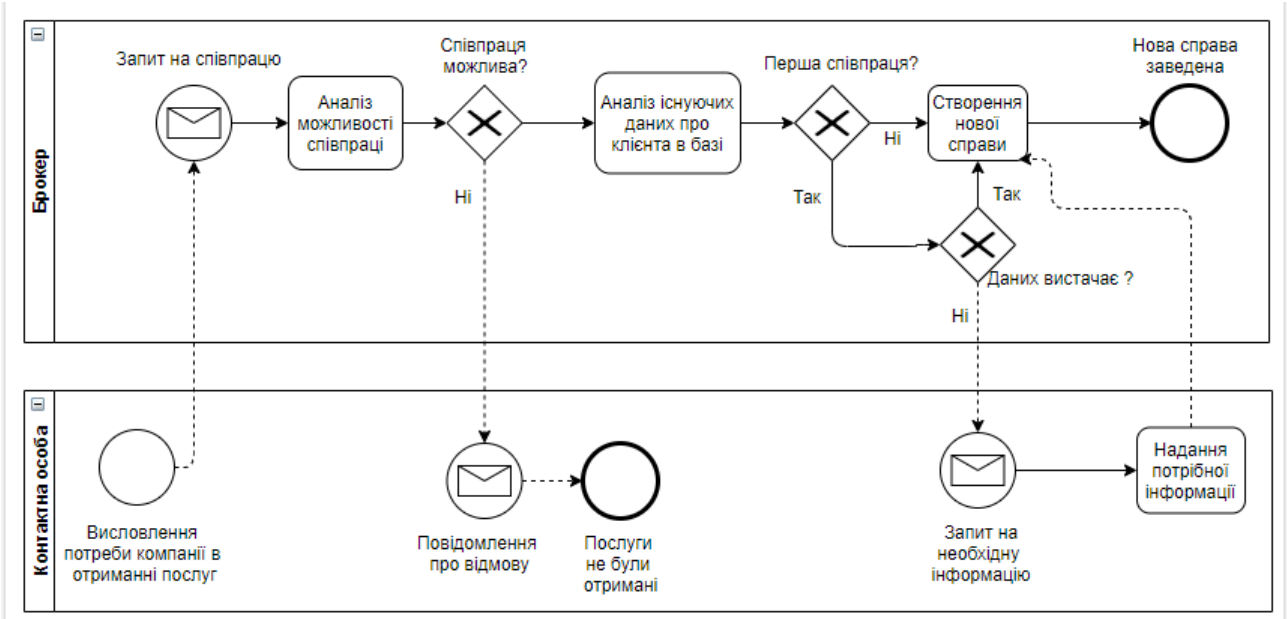 Брокер
Запит на співпрацю
Аналіз
можливості
співпраці
Співпраця
можлива?
Ні
Аналіз існуючих
даних про
клієнта в базі
Перша співпраця?
Ні
Так
Створення
нової
справи
Так
Даних вистачає ?
Ні
Нова справа
заведена
Контактна особа
Висловлення
потреби компанії в
отриманні послуг
Повідомлення
про відмову
Послуги
не були
отримані
Запит на
необхідну
інформацію
Надання
потрібної
інформації